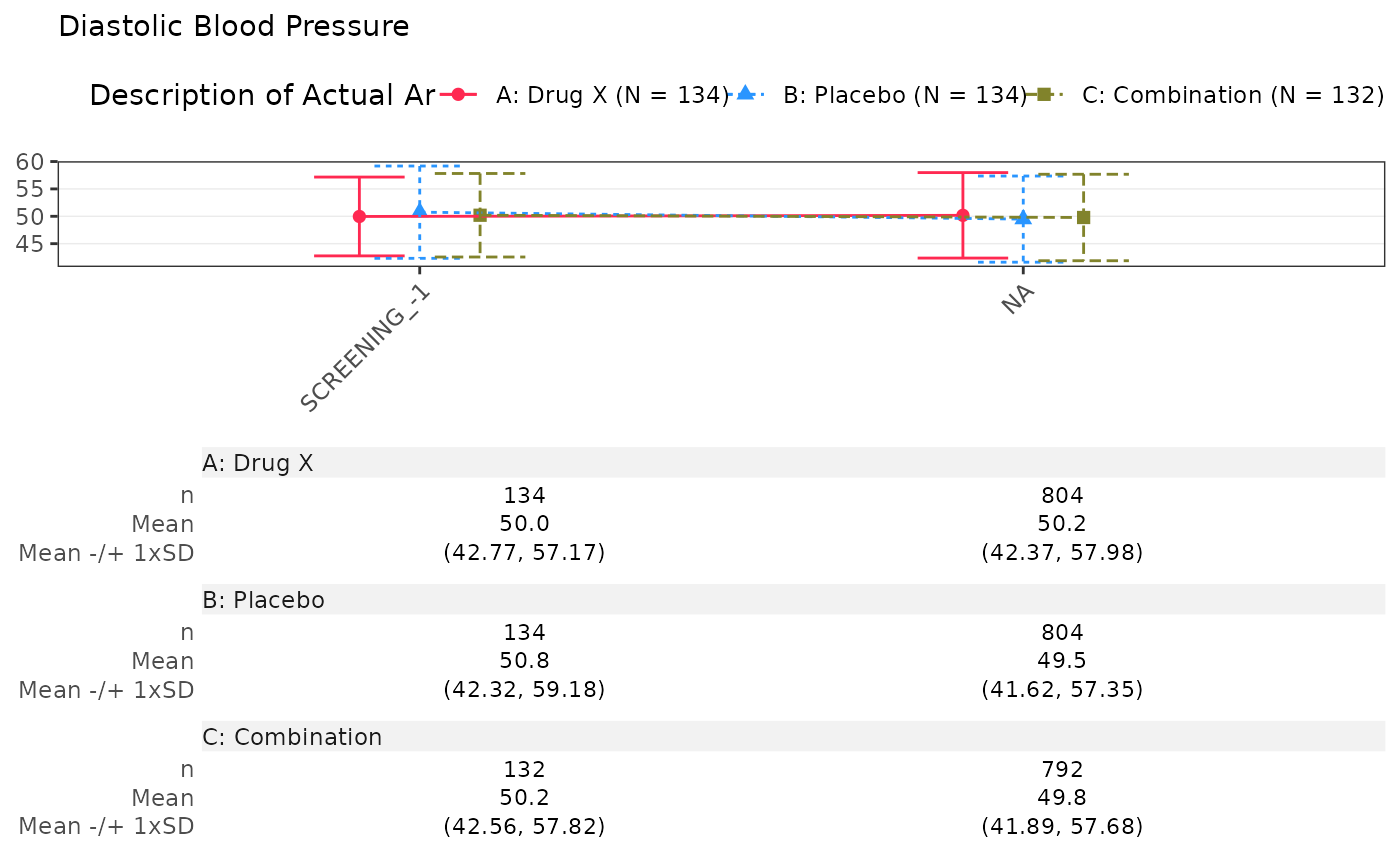 Diastolic Blood Pressure
Description of Actual Ar A: Drug X (N = 134) B: Placebo (N = 134) C: Combination (N = 132)
60
55
50
45
SCREENING_-1 NA
A: Drug X
n 134 804
Mean 50.0 50.2
Mean -/+ 1xSD (42.77, 57.17) (42.37, 57.98)
B: Placebo
n 134 804
Mean 50.8 49.5
Mean -/+ 1xSD (42.32, 59.18) (41.62, 57.35)
C: Combination
n 132 792
Mean 50.2 49.8
Mean -/+ 1xSD (42.56, 57.82) (41.89, 57.68)